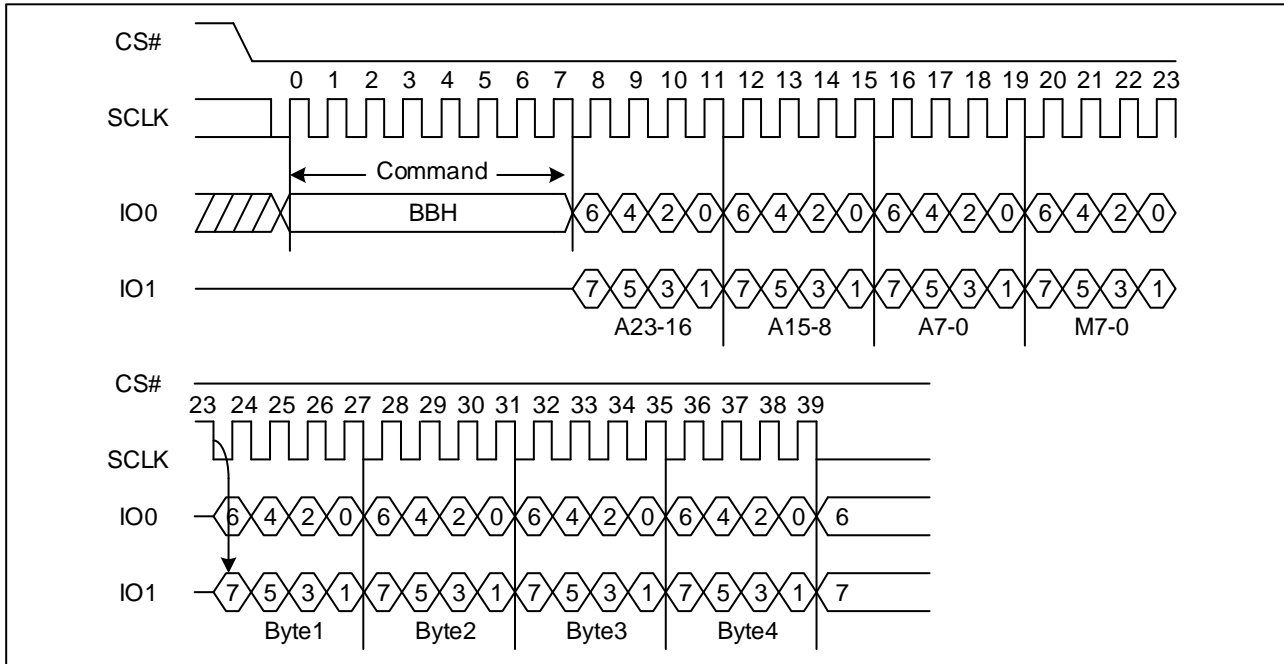 CS#
0 1 2 3 4 5 6 7 8 9 10 11 12 13 14 15 16 17 18 19 20 21 22 23
SCLK
Command
IO0 BBH 6 4 2 0 6 4 2 0 6 4 2 0 6 4 2 0
IO1 7 5 3 1 7 5 3 1 7 5 3 1 7 5 3 1
A23-16 A15-8 A7-0 M7-0
CS#
23 24 25 26 27 28 29 30 31 32 33 34 35 36 37 38 39
SCLK
IO0 6 4 2 0 6 4 2 0 6 4 2 0 6 4 2 0 6
IO1 7 5 3 1 7 5 3 1 7 5 3 1 7 5 3 1 7
Byte1 Byte2 Byte3 Byte4